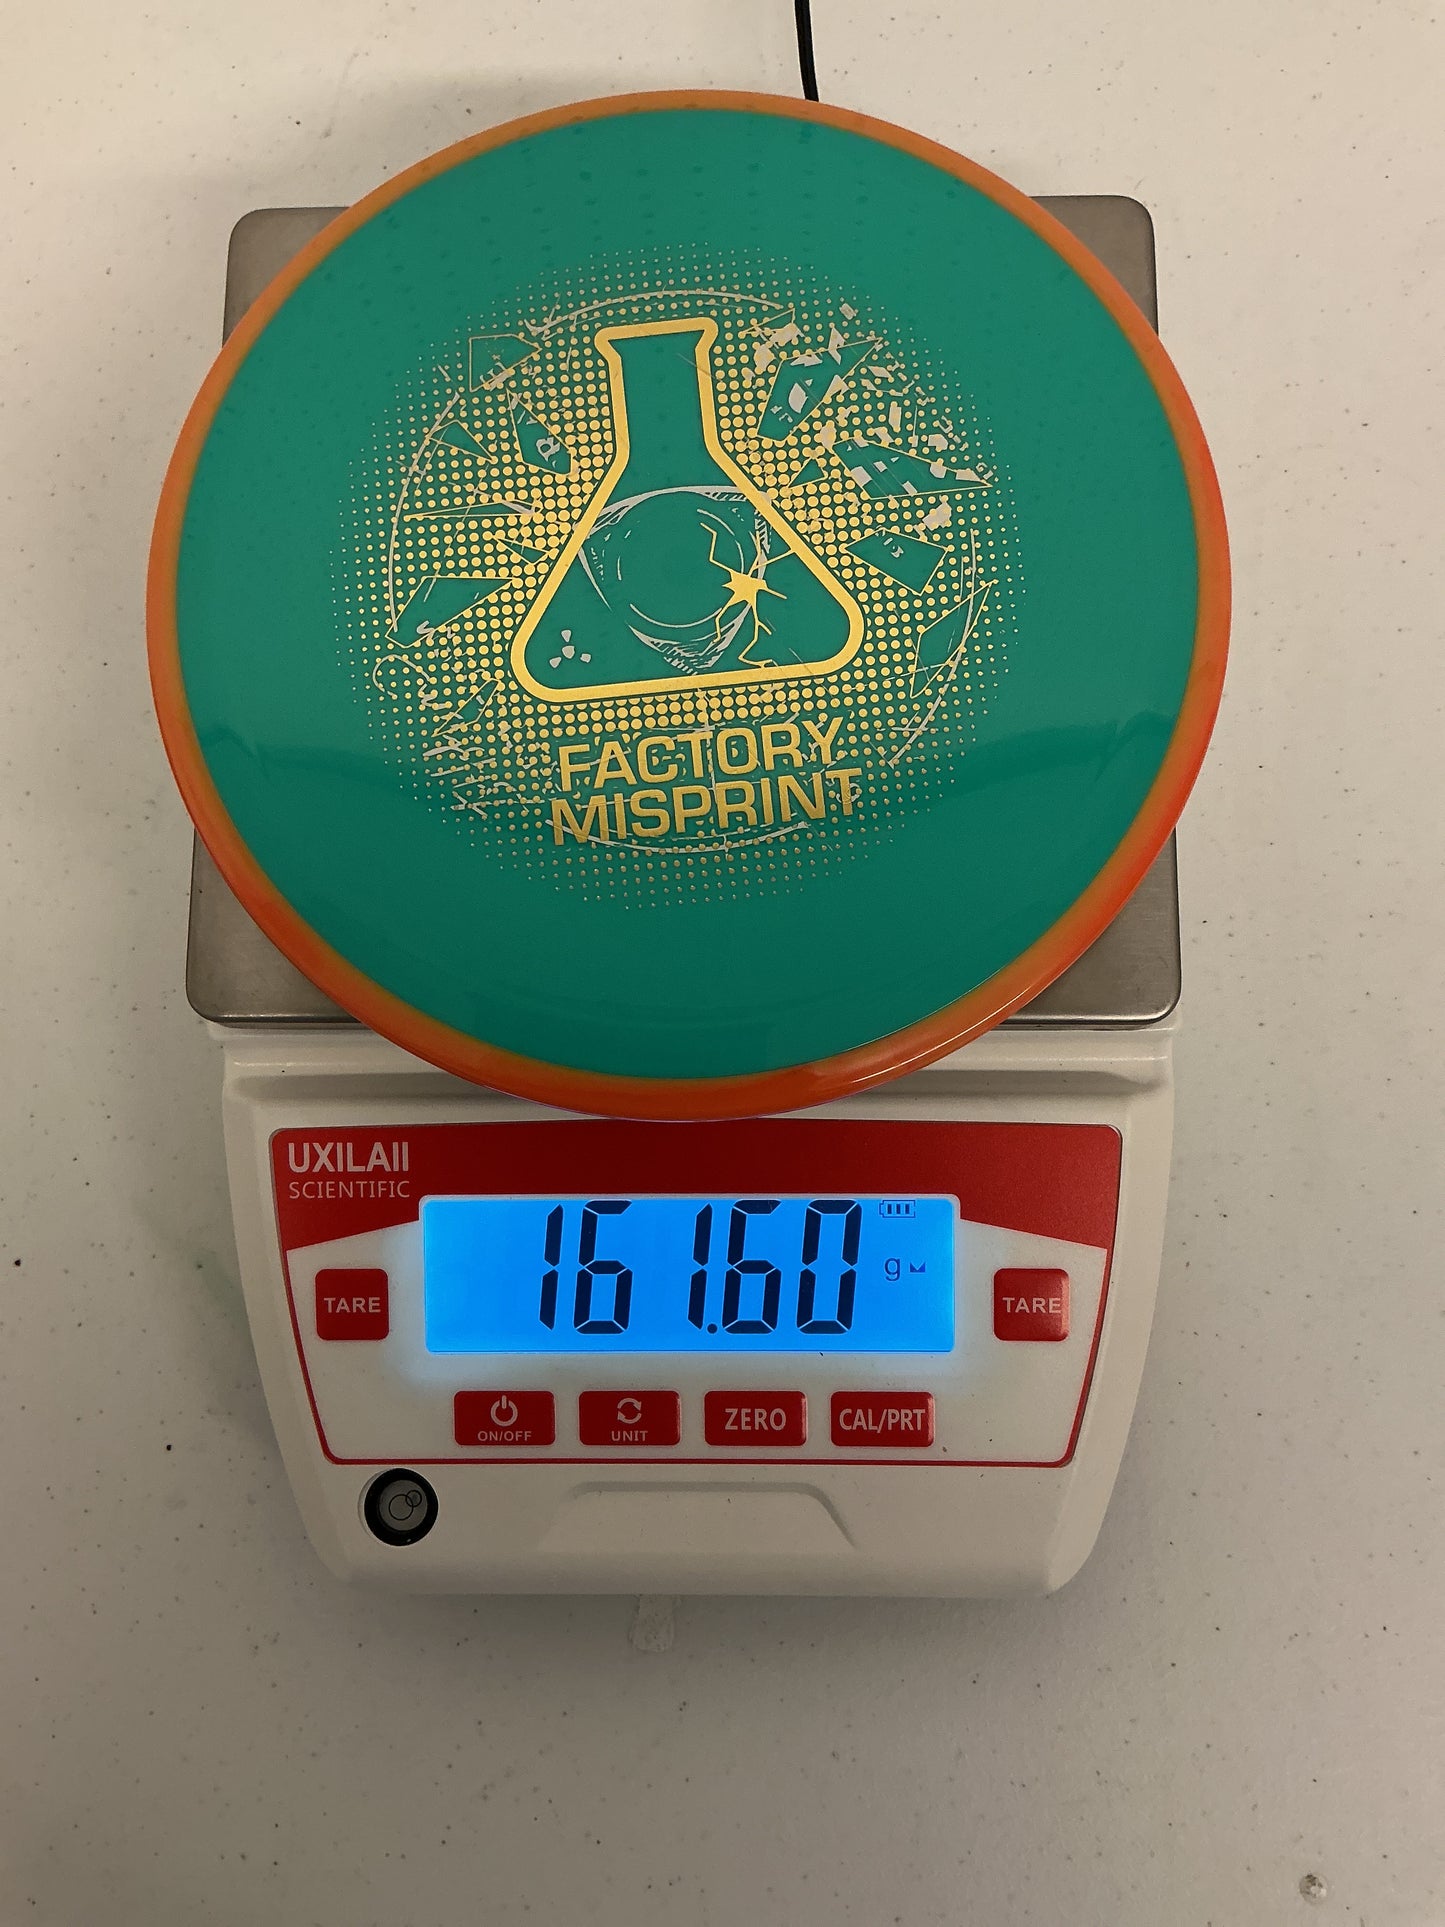 FACTORY
MISPRINT
UXILAII
SCIENTIFIC
161.60 g
TARE
TARE
ON/OFF
UNIT
ZERO
CAL/PRT